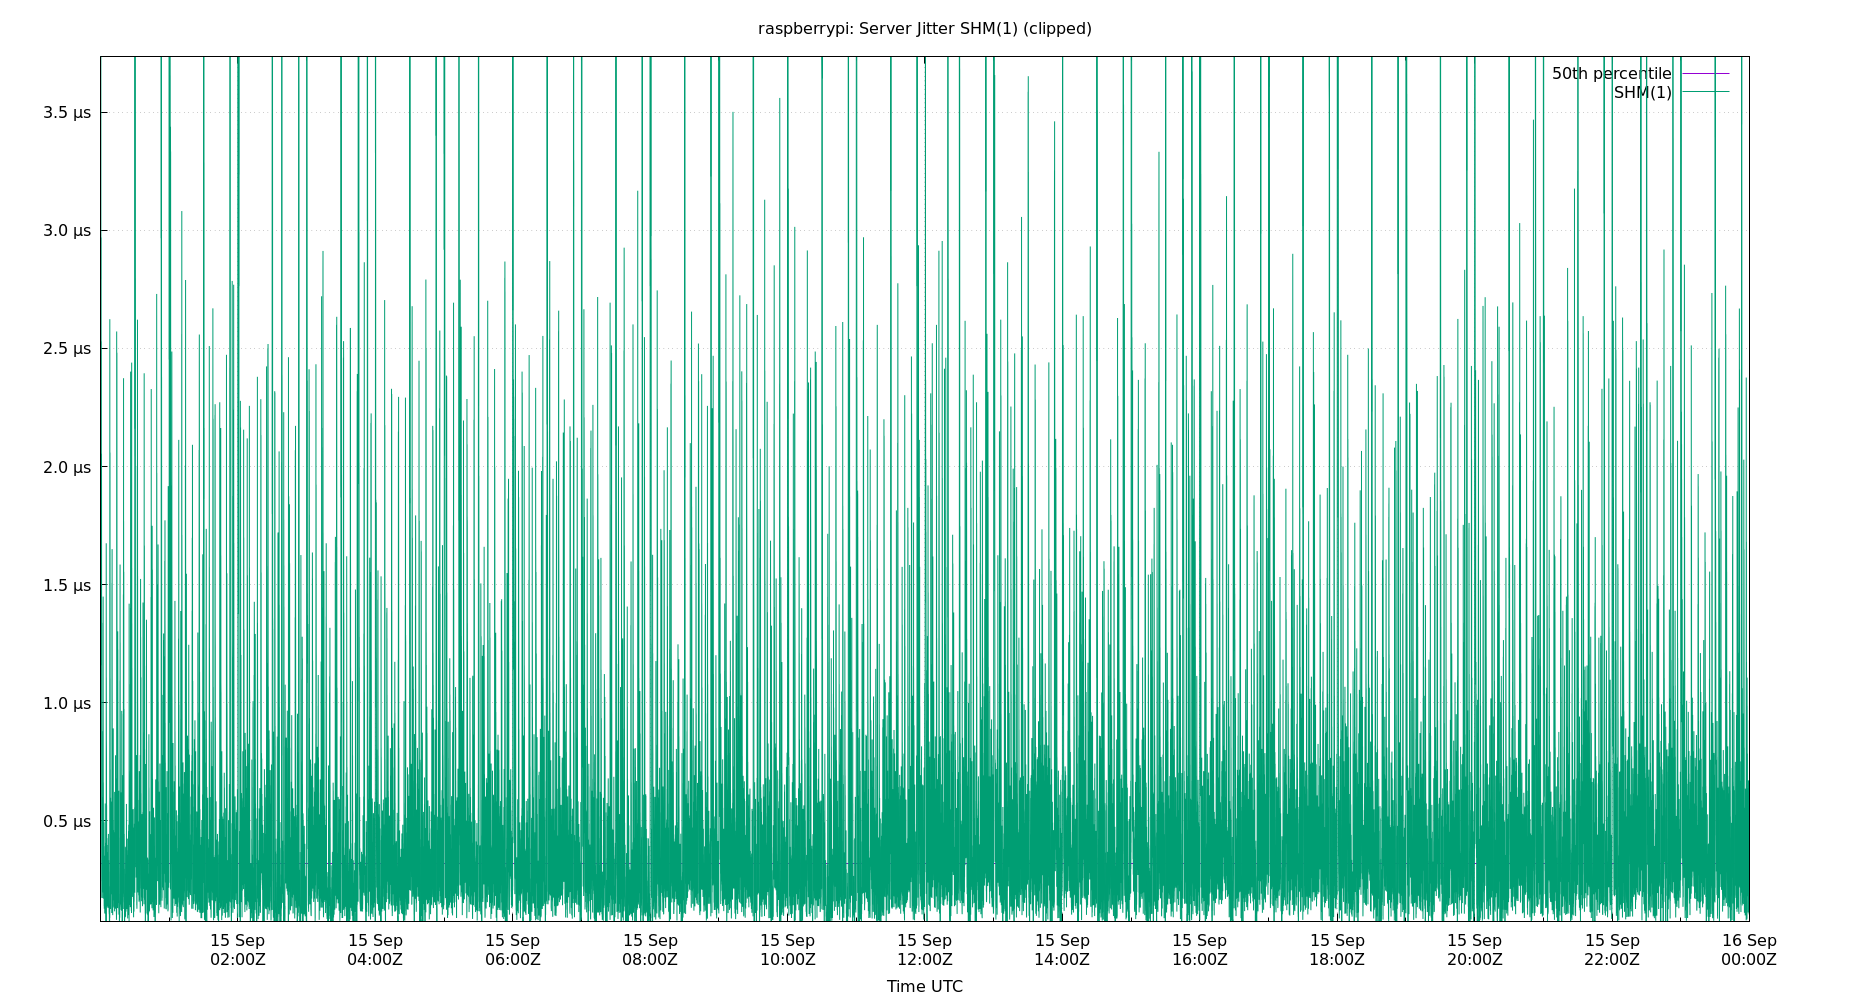 raspberrypi: Server Jitter SHM(1) (clipped)
50th percentile
SHM(1)
3.5 µs
3.0 µs
2.5 µs
2.0 µs
1.5 µs
1.0 µs
0.5 µs
15 Sep 15 Sep 15 Sep 15 Sep 15 Sep 15 Sep 15 Sep 15 Sep 15 Sep 15 Sep 15 Sep 16 Sep
02:00Z 04:00Z 06:00Z 08:00Z 10:00Z 12:00Z 14:00Z 16:00Z 18:00Z 20:00Z 22:00Z 00:00Z
Time UTC